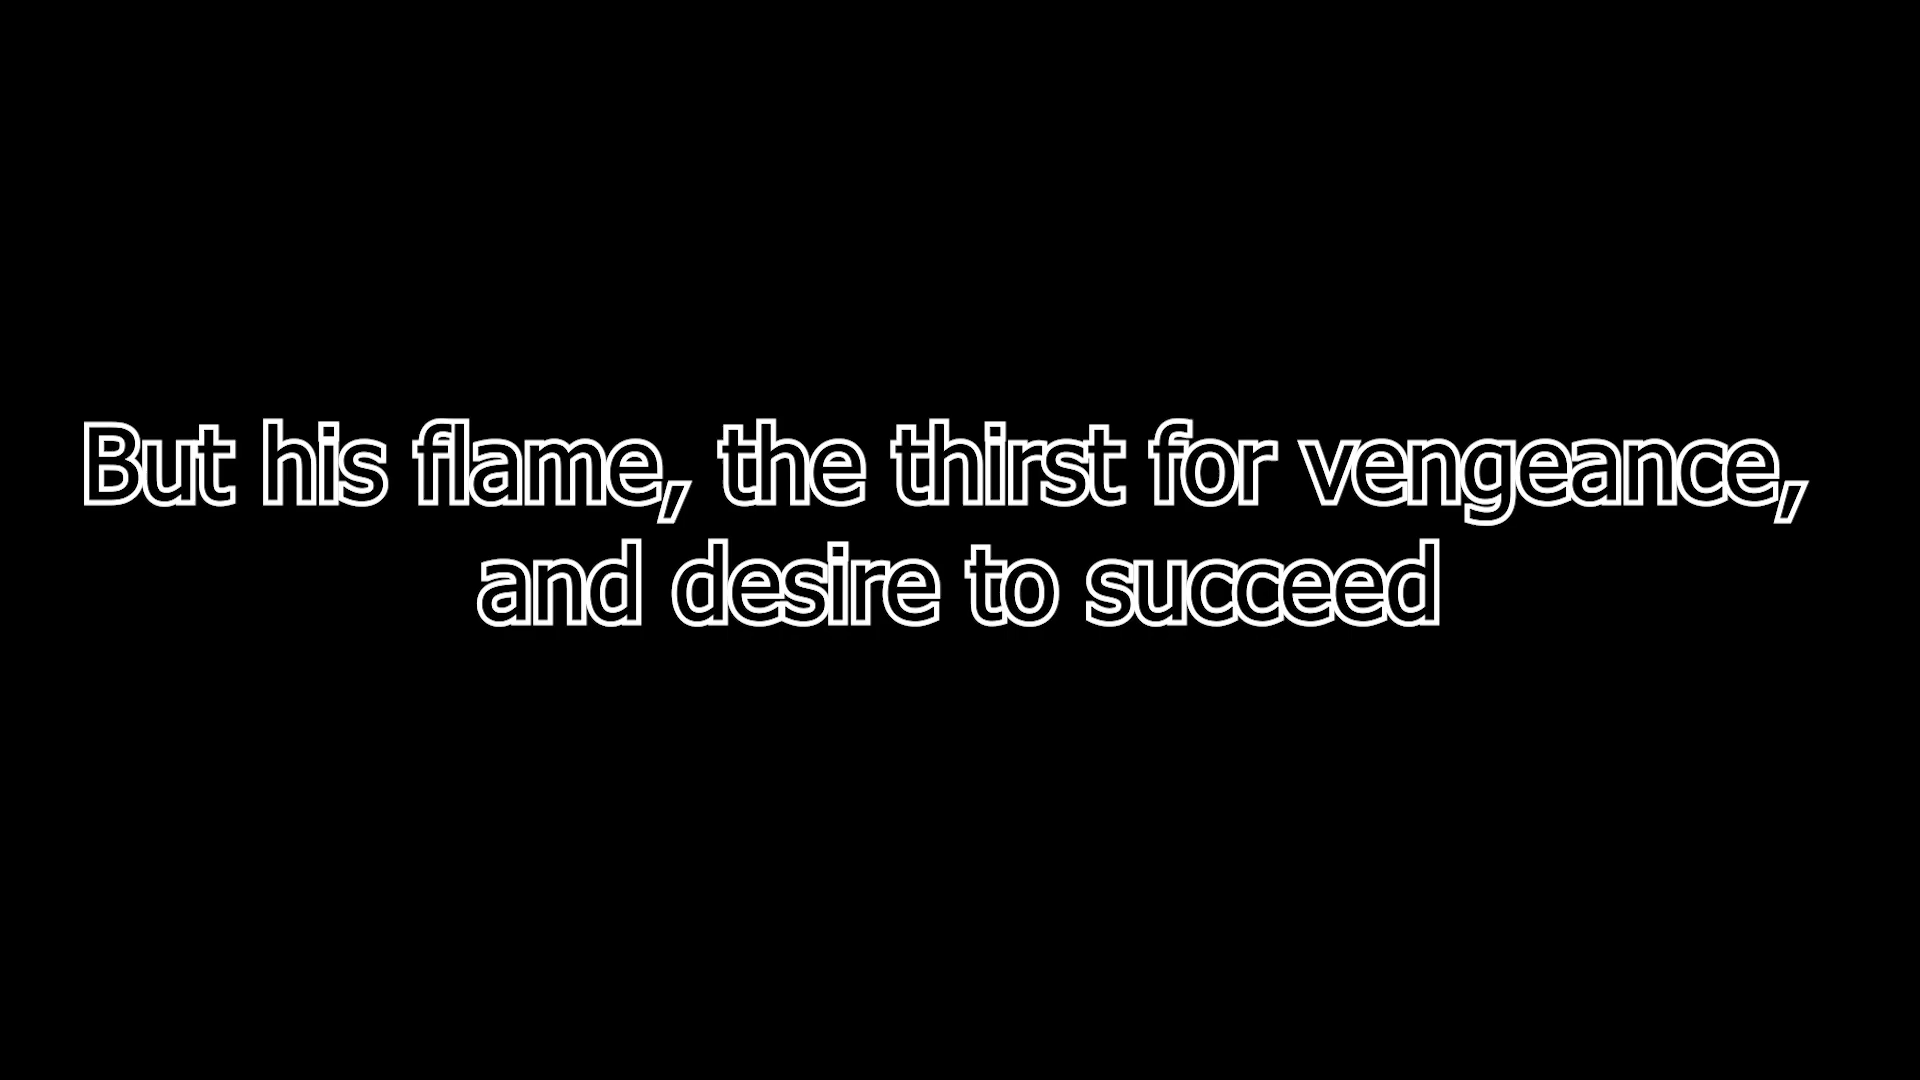 But his flame, the thirst for vengeance,
and desire to succeed